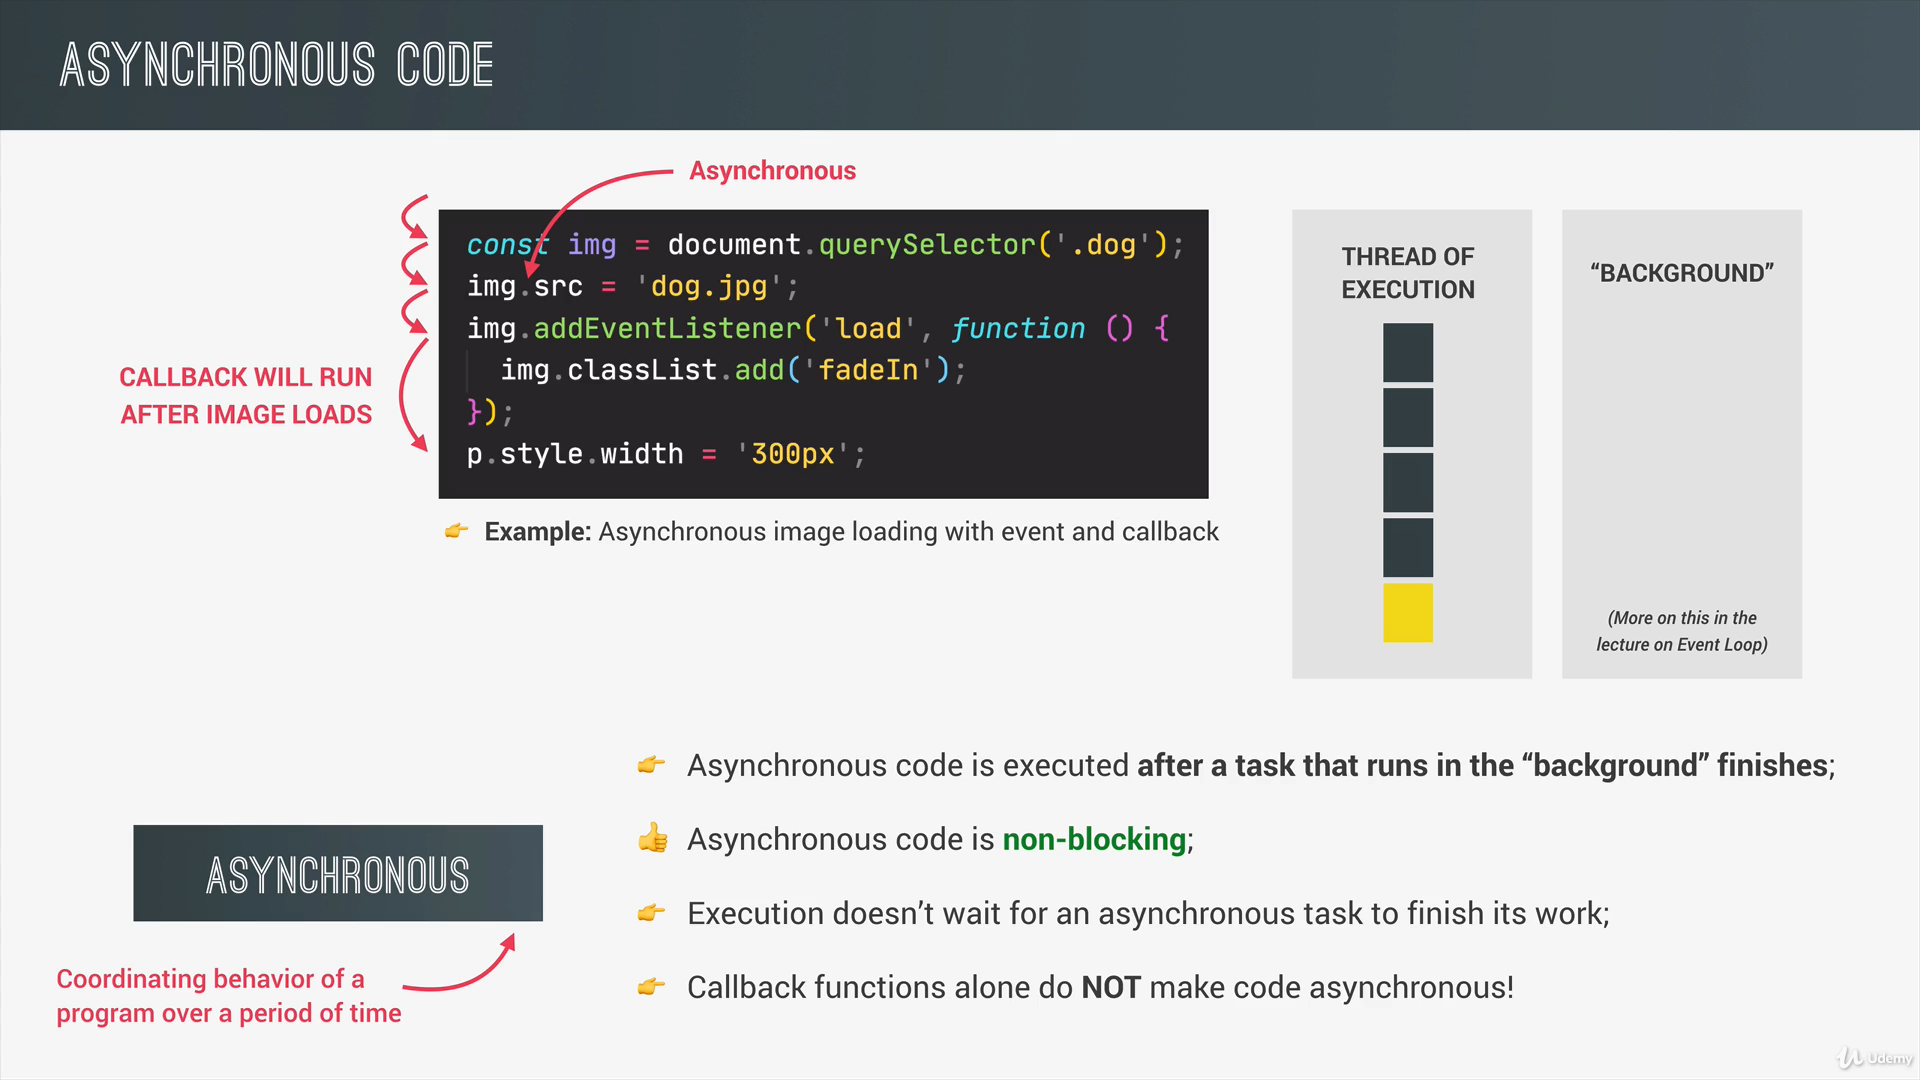 ASYNCHRONOUS CODE
Asynchronous
const img = document.querySelector('.dog');
img.src = 'dog.jpg';
img.addEventListener('load', function () {
  img.classList.add('fadeIn');
});
p.style.width = '300px';
CALLBACK WILL RUN
AFTER IMAGE LOADS
👉 Example: Asynchronous image loading with event and callback
THREAD OF
EXECUTION
“BACKGROUND”
(More on this in the
lecture on Event Loop)
👉 Asynchronous code is executed after a task that runs in the “background” finishes;
👍 Asynchronous code is non-blocking;
👉 Execution doesn’t wait for an asynchronous task to finish its work;
👉 Callback functions alone do NOT make code asynchronous!
ASYNCHRONOUS
Coordinating behavior of a
program over a period of time
Udemy